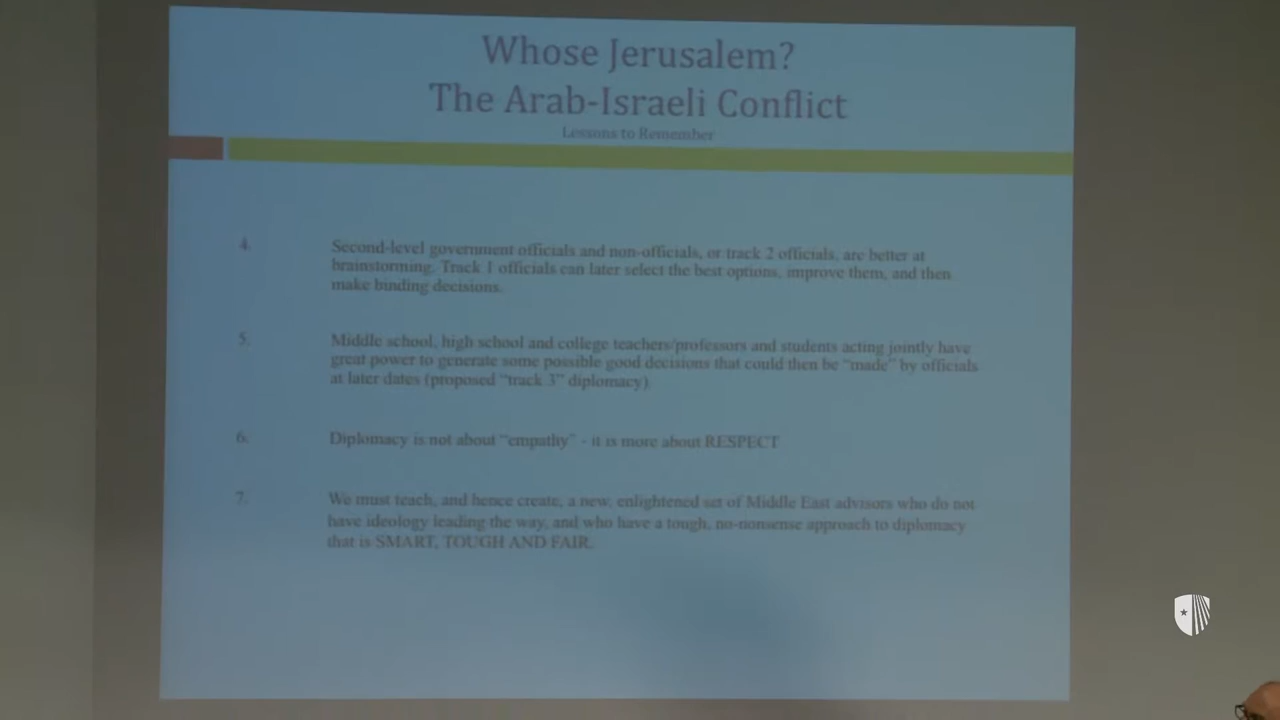 Whose Jerusalem?
The Arab-Israeli Conflict
Lessons to Remember
4. Second-level government officials and non-officials, or track 2 officials, are better at
brainstorming. Track 1 officials can later select the best options, improve them, and then
make binding decisions.
5. Middle school, high school and college teachers/professors and students acting jointly have
great power to generate some possible good decisions that could then be "made" by officials
at later dates (proposed "track 3" diplomacy)
6. Diplomacy is not about "empathy" - it is more about RESPECT
7. We must teach, and hence create, a new, enlightened set of Middle East advisors who do not
have ideology leading the way, and who have a tough, no-nonsense approach to diplomacy
that is SMART, TOUGH AND FAIR.